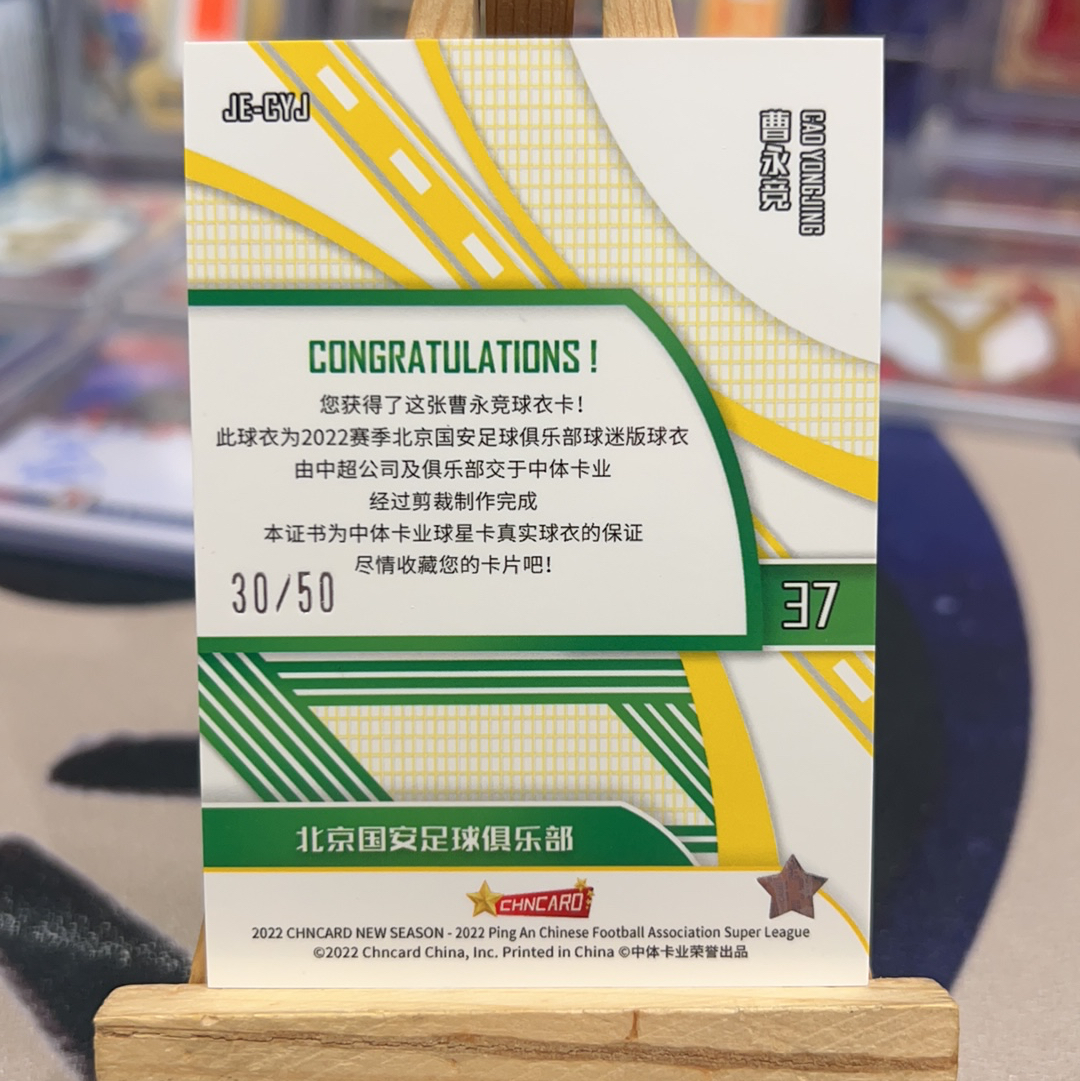 JE-CYJ
曹永竞
CAO YONGJING
CONGRATULATIONS !
您获得了这张曹永竞球衣卡!
此球衣为2022赛季北京国安足球俱乐部球迷版球衣
由中超公司及俱乐部交于中体卡业
经过剪裁制作完成
本证书为中体卡业球星卡真实球衣的保证
尽情收藏您的卡片吧!
30/50
37
北京国安足球俱乐部
CHNCARD
2022 CHNCARD NEW SEASON - 2022 Ping An Chinese Football Association Super League
©2022 Chncard China, Inc. Printed in China ©中体卡业荣誉出品